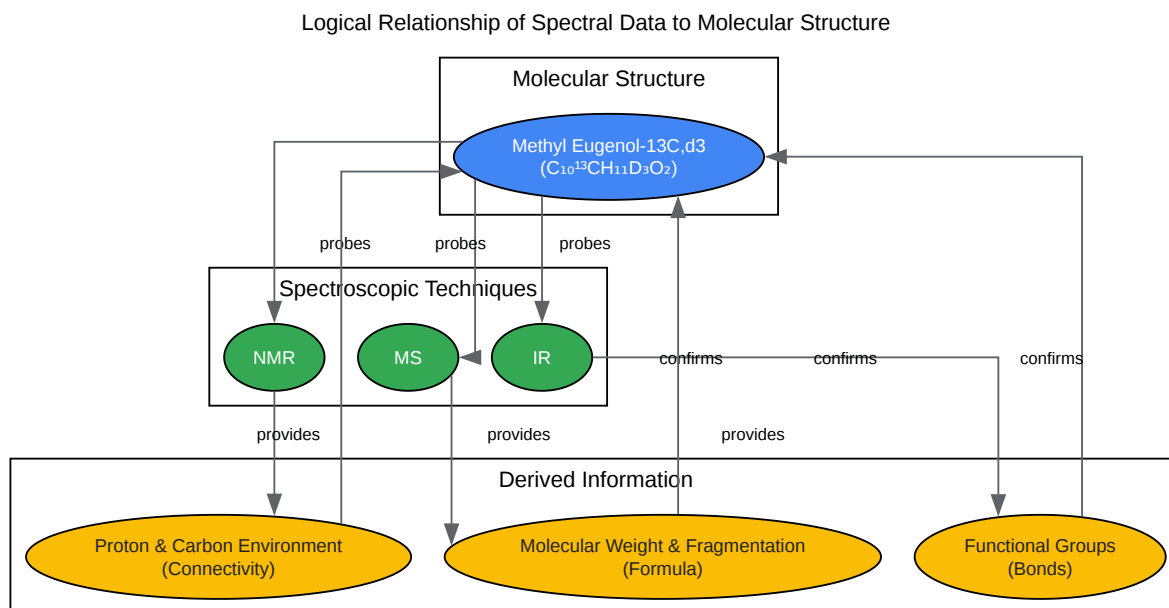 Logical Relationship of Spectral Data to Molecular Structure
Molecular Structure
Methyl Eugenol-13C,d3
(C₁₀¹³CH₁₁D₃O₂)
probes
probes
probes
Spectroscopic Techniques
NMR
MS
IR
confirms
confirms
confirms
provides
provides
provides
Derived Information
Proton & Carbon Environment
(Connectivity)
Molecular Weight & Fragmentation
(Formula)
Functional Groups
(Bonds)